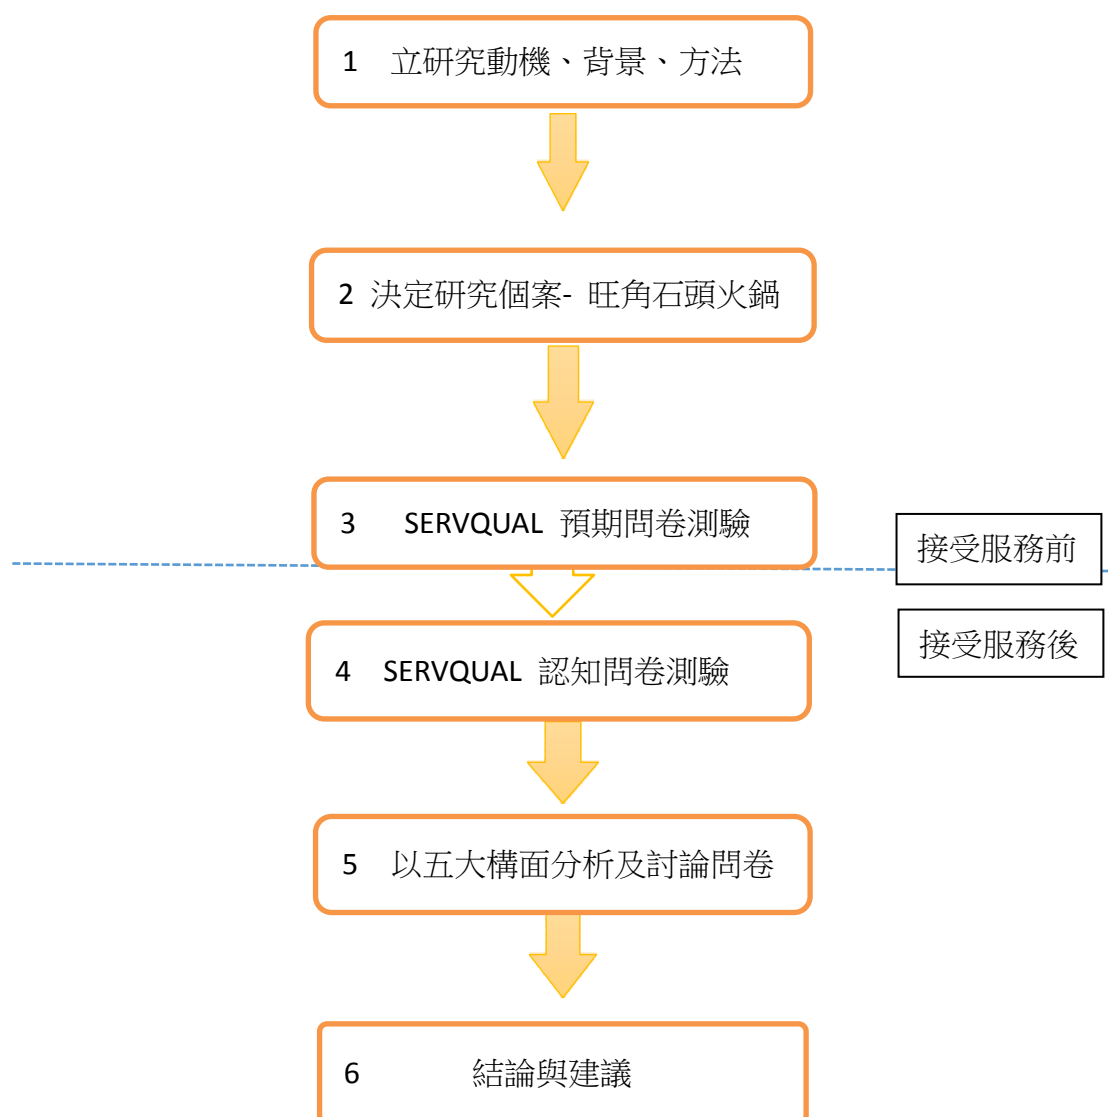 1 立研究動機、背景、方法
2 決定研究個案- 旺角石頭火鍋
3 SERVQUAL 預期問卷測驗
接受服務前
接受服務後
4 SERVQUAL 認知問卷測驗
5 以五大構面分析及討論問卷
6 結論與建議